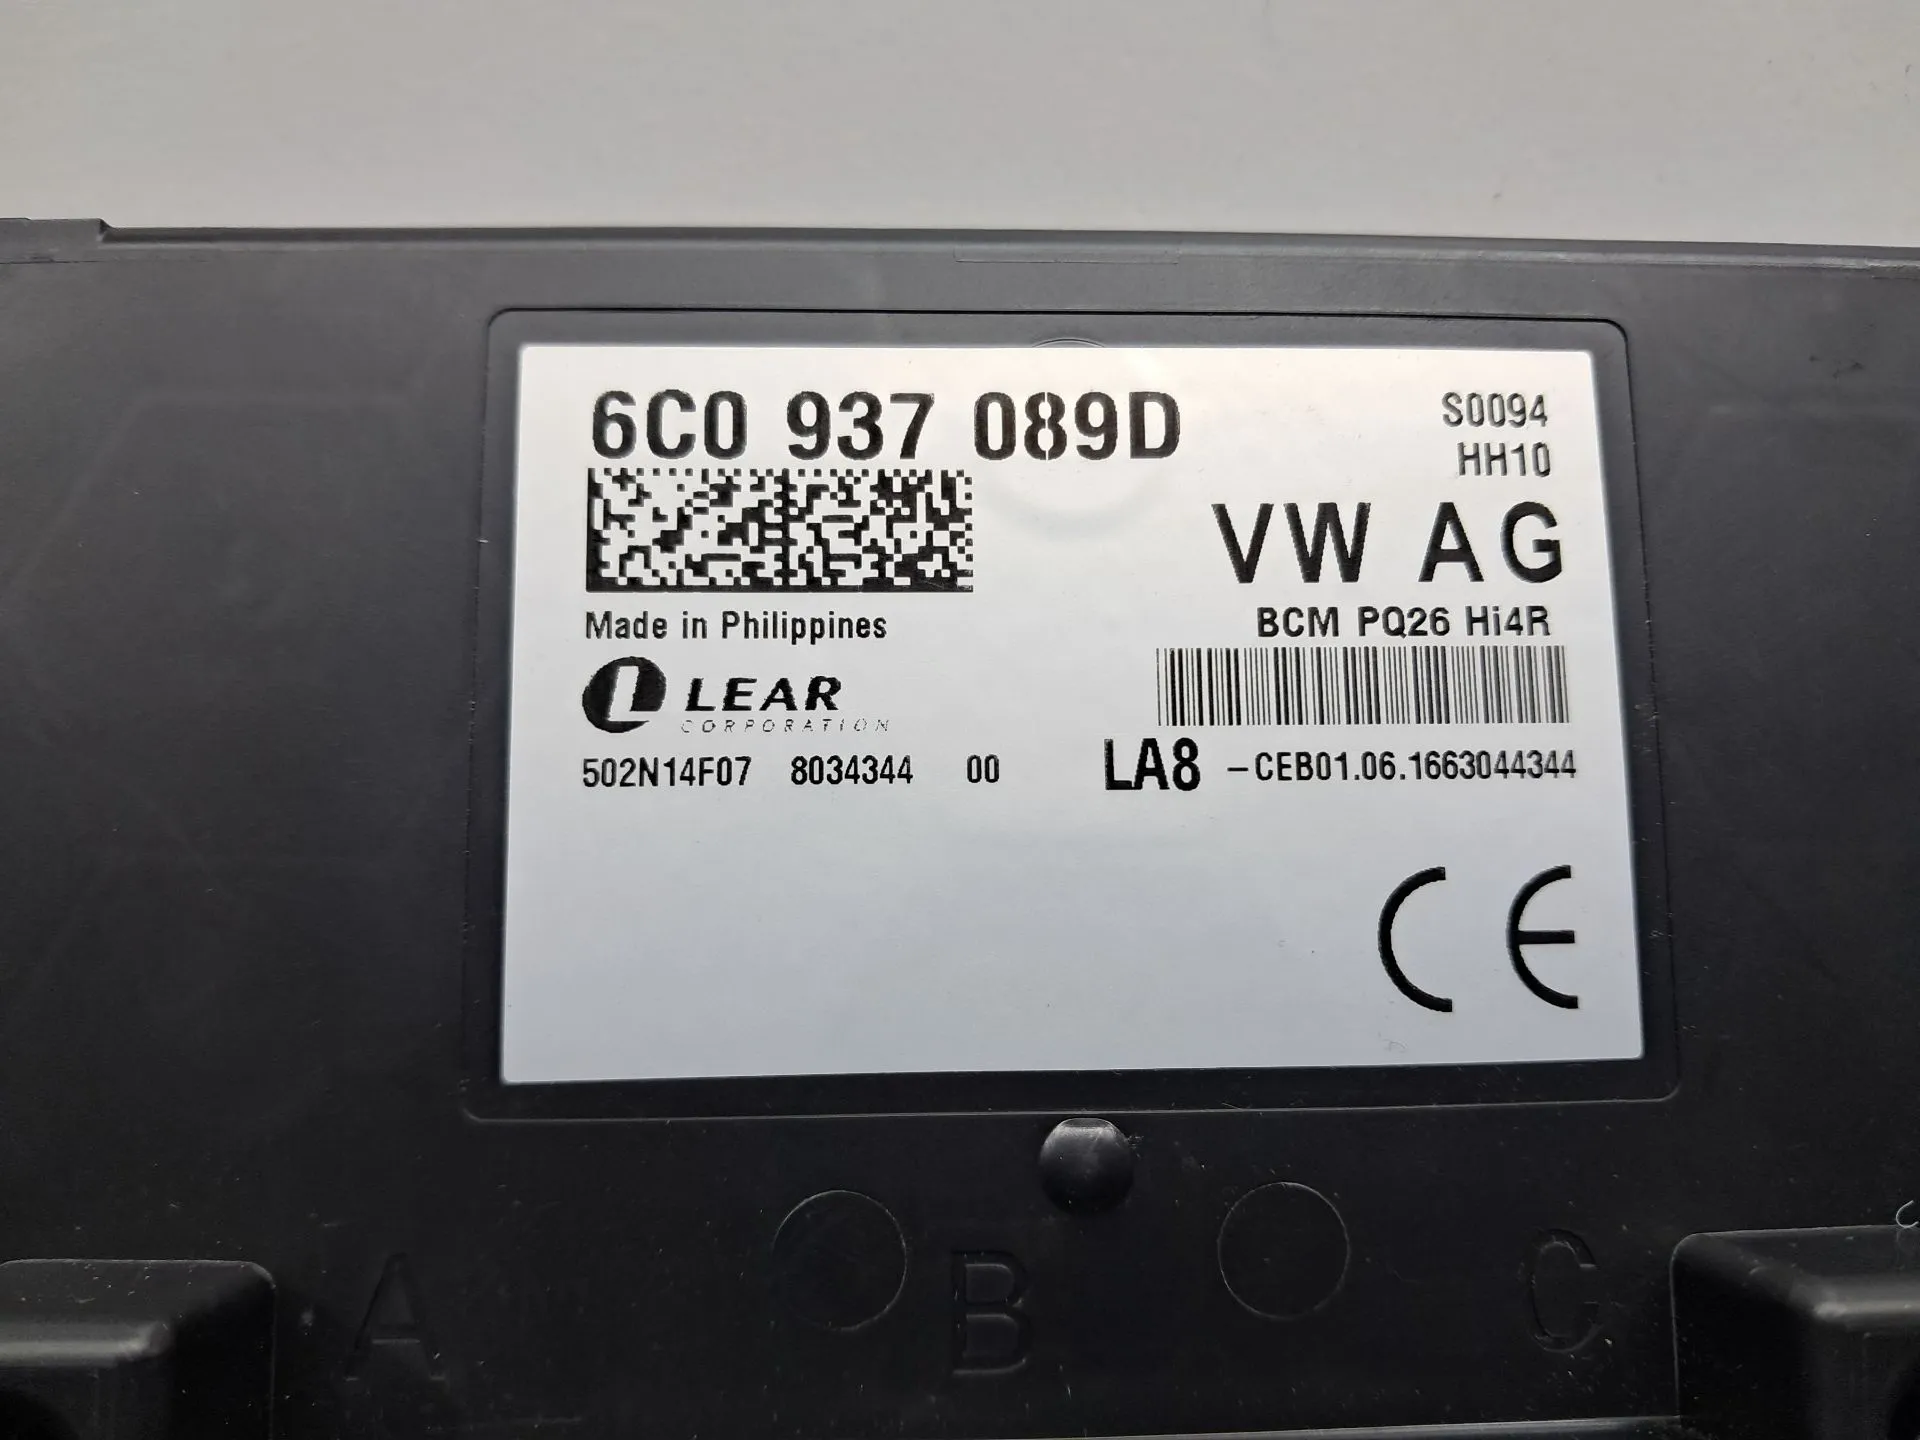 6C0 937 089D
S0094
HH10
VW AG
Made in Philippines
BCM PQ26 Hi4R
LEAR
CORPORATION
502N14F07 8034344 00
LA8 -CEB01.06.1663044344
CE
A B C